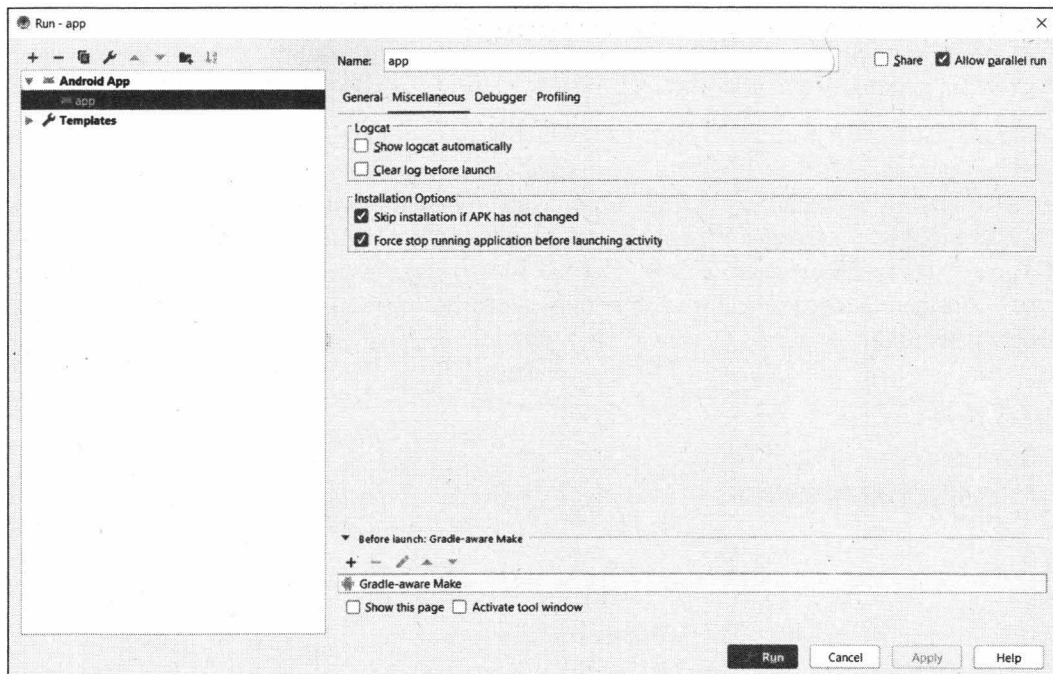 Run - app
Name: app
Share
Allow parallel run
Android App
app
Templates
General Miscellaneous Debugger Profiling
Logcat
Show logcat automatically
Clear log before launch
Installation Options
Skip installation if APK has not changed
Force stop running application before launching activity
Before launch: Gradle-aware Make
Gradle-aware Make
Show this page Activate tool window
Run Cancel Apply Help